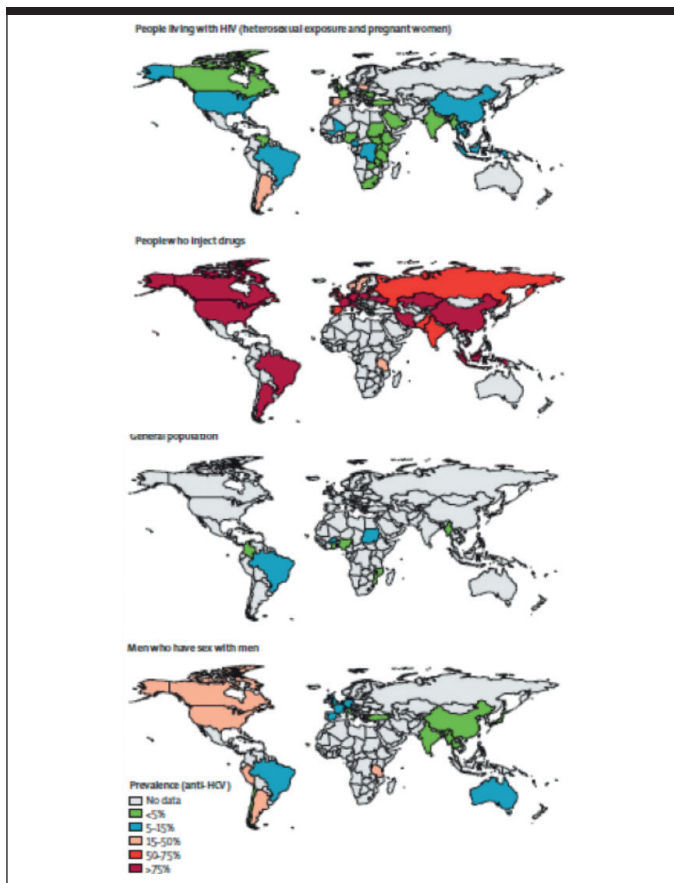 People living with HIV (heterosexual exposure and pregnant women)
People who inject drugs
General population
Men who have sex with men
Prevalence (anti-HCV)
No data
<5%
5-15%
15-50%
50-75%
>75%